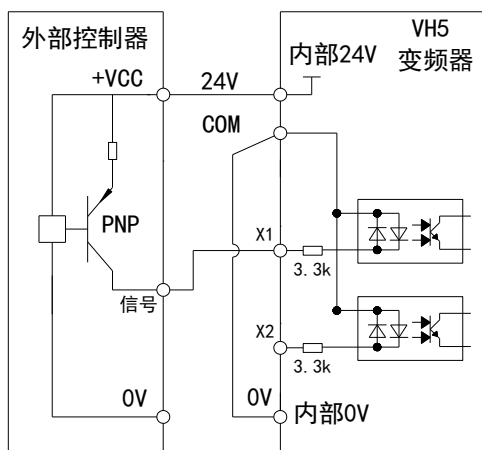 外部控制器
VH5
变频器
+VCC
24V
内部24V
COM
PNP
X1
3.3k
信号
X2
3.3k
0V
0V
内部0V